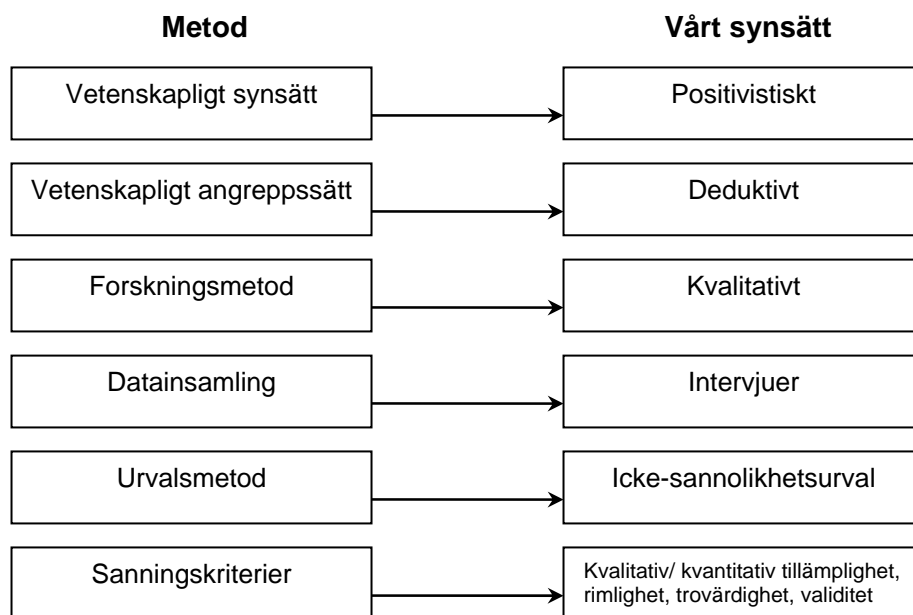 Metod Vårt synsätt
Vetenskapligt synsätt Positivistiskt
Vetenskapligt angreppssätt Deduktivt
Forskningsmetod Kvalitativt
Datainsamling Intervjuer
Urvalsmetod Icke-sannolikhetsurval
Sanningskriterier Kvalitativ/ kvantitativ tillämplighet,
rimlighet, trovärdighet, validitet